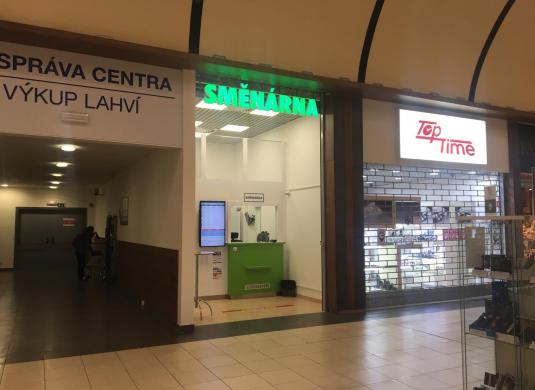 SPRÁVA CENTRA
VÝKUP LAHVÍ
SMĚNÁRNA
Top
Time